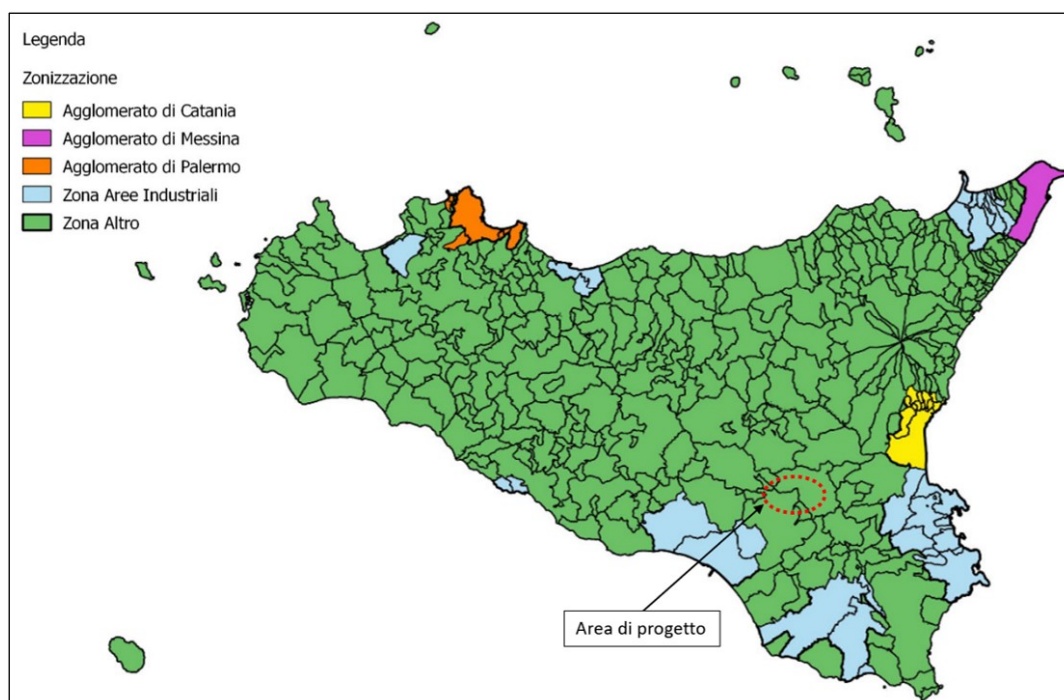 Legenda
Zonizzazione
Agglomerato di Catania
Agglomerato di Messina
Agglomerato di Palermo
Zona Aree Industriali
Zona Altro
Area di progetto